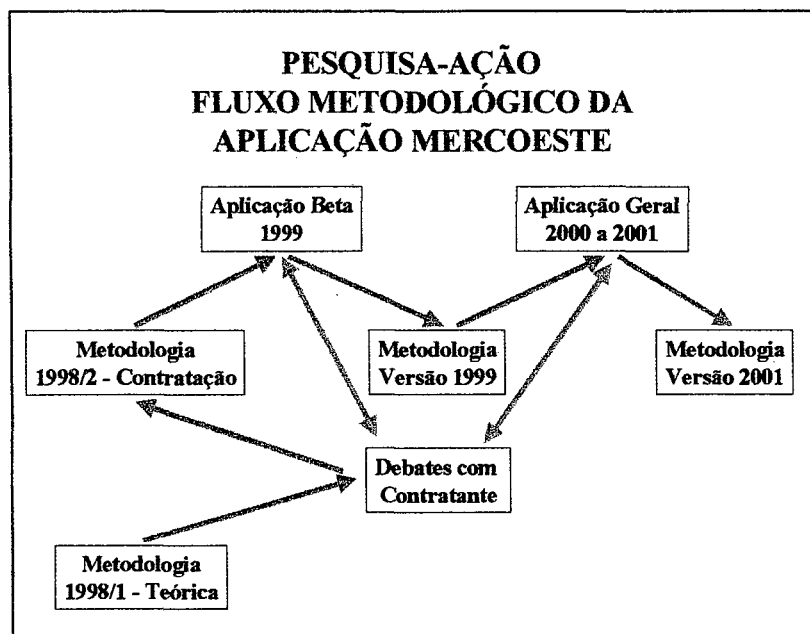 PESQUISA-AÇÃO
FLUXO METODOLÓGICO DA
APLICAÇÃO MERCOESTE
Aplicação Beta
1999
Aplicação Geral
2000 a 2001
Metodologia
1998/2 - Contratação
Metodologia
Versão 1999
Metodologia
Versão 2001
Debates com
Contratante
Metodologia
1998/1 - Teórica